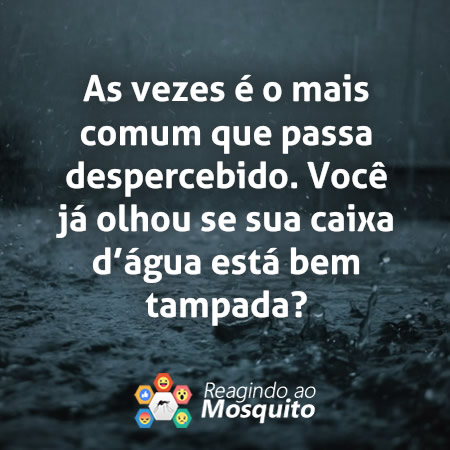 As vezes é o mais
comum que passa
despercebido. Você
já olhou se sua caixa
d’água está bem
tampada?
Reagindo ao
Mosquito